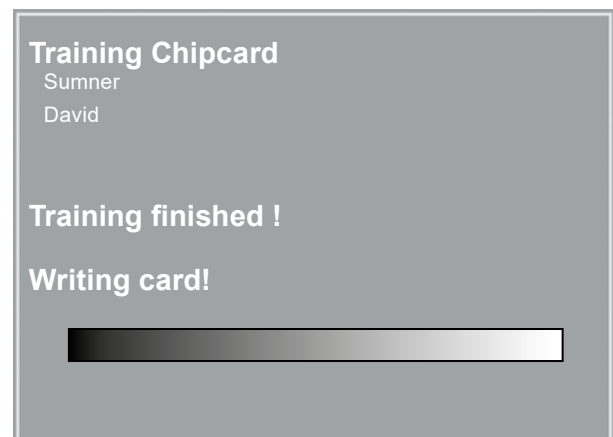 Training Chipcard
Sumner
David
Training finished !
Writing card!